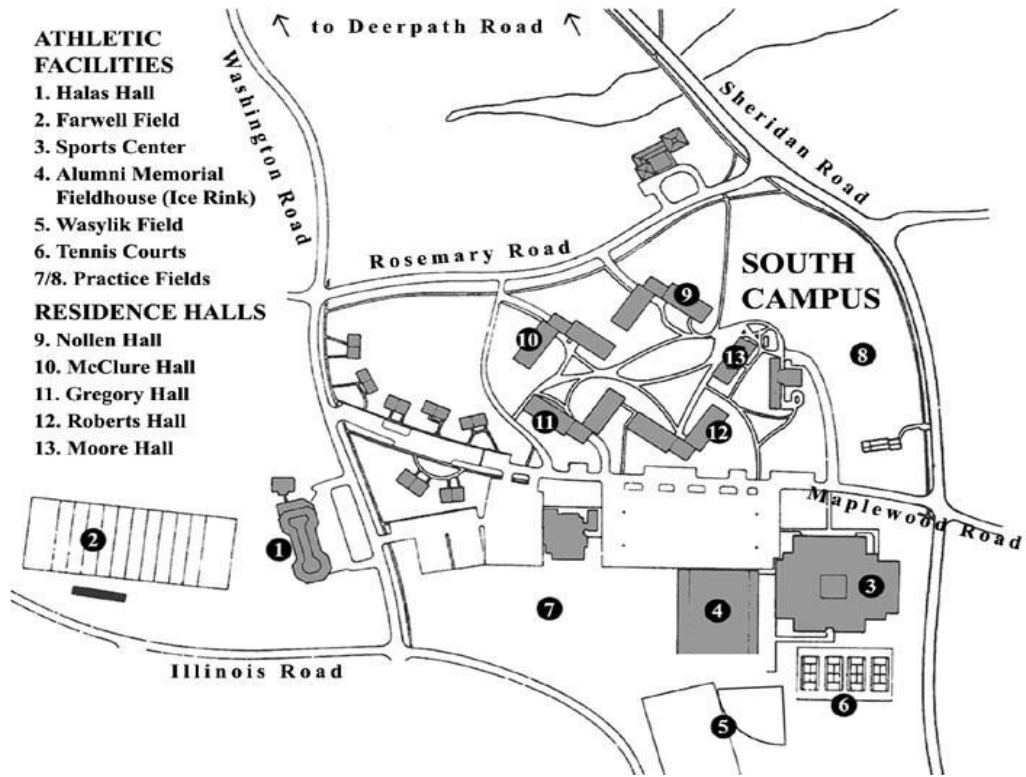 to Deerpath Road
ATHLETIC
FACILITIES
1. Halas Hall
2. Farwell Field
3. Sports Center
4. Alumni Memorial
Fieldhouse (Ice Rink)
5. Wasylik Field
6. Tennis Courts
7/8. Practice Fields
RESIDENCE HALLS
9. Nollen Hall
10. McClure Hall
11. Gregory Hall
12. Roberts Hall
13. Moore Hall
Washington Road
Sheridan Road
Rosemary Road
SOUTH
CAMPUS
9
10
13
8
11
12
Maplewood Road
2
1
3
7
4
Illinois Road
6
5